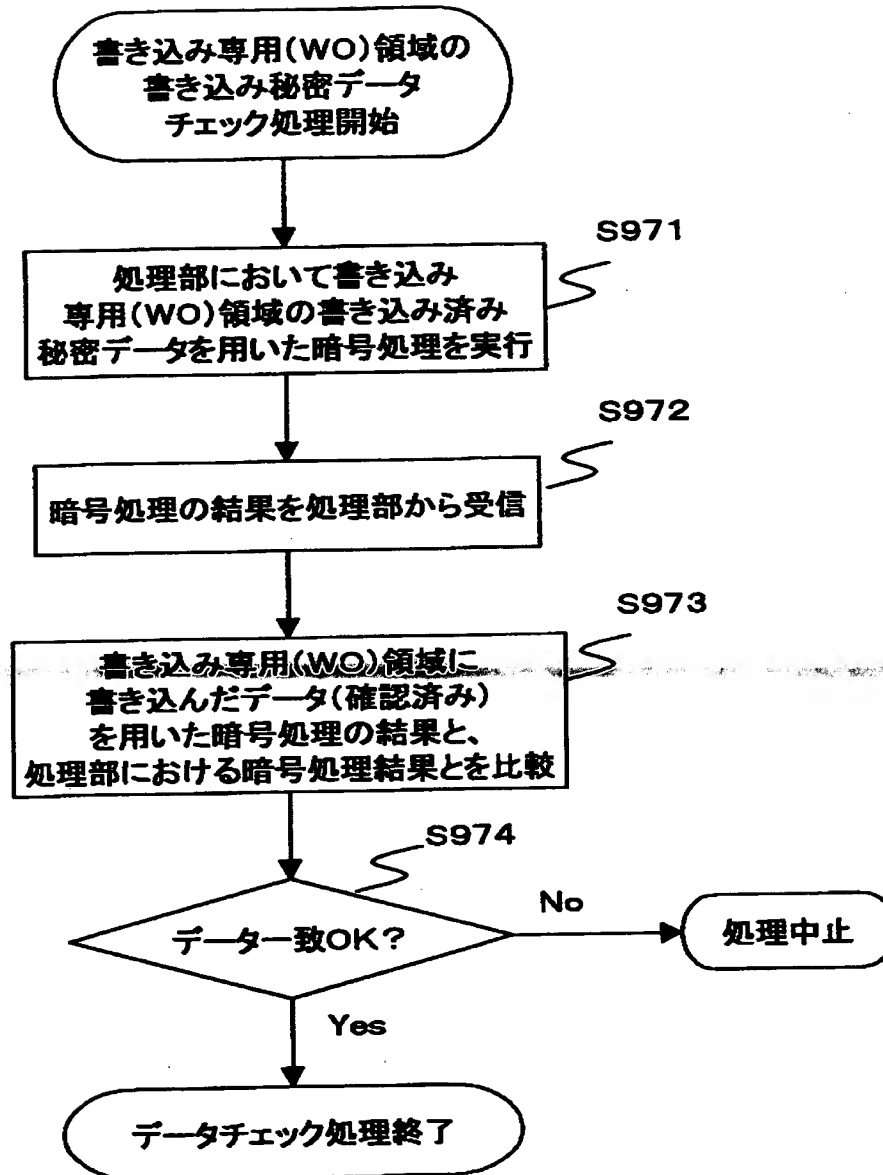 書き込み専用(WO)領域の
書き込み秘密データ
チェック処理開始
S971
処理部において書き込み
専用(WO)領域の書き込み済み
秘密データを用いた暗号処理を実行
S972
暗号処理の結果を処理部から受信
S973
書き込み専用(WO)領域に
書き込んだデータ(確認済み)
を用いた暗号処理の結果と、
処理部における暗号処理結果とを比較
S974
データ一致OK?
No
処理中止
Yes
データチェック処理終了